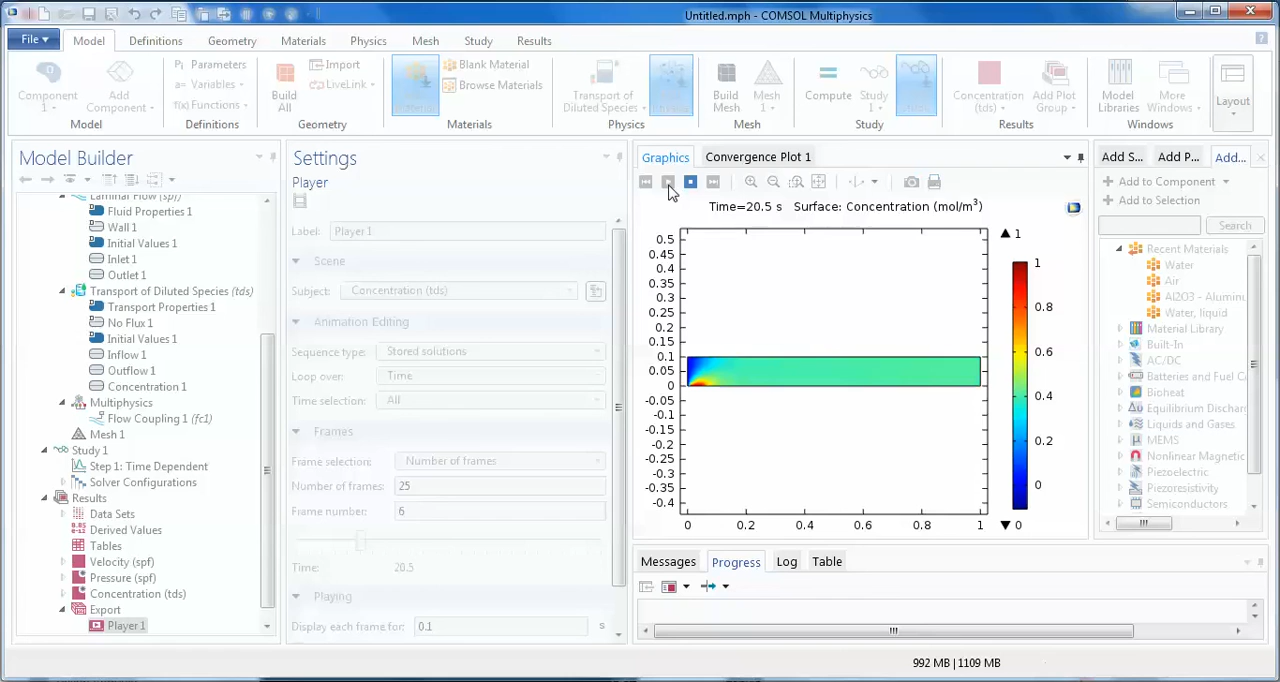 Untitled.mph - COMSOL Multiphysics
File Model Definitions Geometry Materials Physics Mesh Study Results
Component 1
Add Component
Model
Pi Parameters
a= Variables
f(x) Functions
Definitions
Build All
Import
LiveLink
Geometry
Blank Material
Browse Materials
Materials
Transport of Diluted Species
Physics
Build Mesh
Mesh 1
Mesh
Compute
Study 1
Study
Concentration (tds)
Add Plot Group
Results
Model Libraries
More Windows
Windows
Layout
Model Builder
Laminar Flow (spf)
Fluid Properties 1
Wall 1
Initial Values 1
Inlet 1
Outlet 1
Transport of Diluted Species (tds)
Transport Properties 1
No Flux 1
Initial Values 1
Inflow 1
Outflow 1
Concentration 1
Multiphysics
Flow Coupling 1 (fc1)
Mesh 1
Study 1
Step 1: Time Dependent
Solver Configurations
Results
Data Sets
Derived Values
Tables
Velocity (spf)
Pressure (spf)
Concentration (tds)
Export
Player 1
Settings
Player
Label: Player 1
Scene
Subject: Concentration (tds)
Animation Editing
Sequence type: Stored solutions
Loop over: Time
Time selection: All
Frames
Frame selection: Number of frames
Number of frames: 25
Frame number: 6
Time: 20.5
Playing
Display each frame for: 0.1 s
Graphics Convergence Plot 1
Time=20.5 s Surface: Concentration (mol/m³)
0.5
0.45
0.4
0.35
0.3
0.25
0.2
0.15
0.1
0.05
0
-0.05
-0.1
-0.15
-0.2
-0.25
-0.3
-0.35
-0.4
0 0.2 0.4 0.6 0.8 1
▲ 1
1
0.8
0.6
0.4
0.2
0
▼ 0
Messages Progress Log Table
Add S... Add P... Add...
Add to Component
Add to Selection
Search
Recent Materials
Water
Air
Al2O3 - Aluminu
Water, liquid
Material Library
Built-In
AC/DC
Batteries and Fuel C
Bioheat
Equilibrium Dischar
Liquids and Gases
MEMS
Nonlinear Magnetic
Piezoelectric
Piezoresistivity
Semiconductors
992 MB | 1109 MB